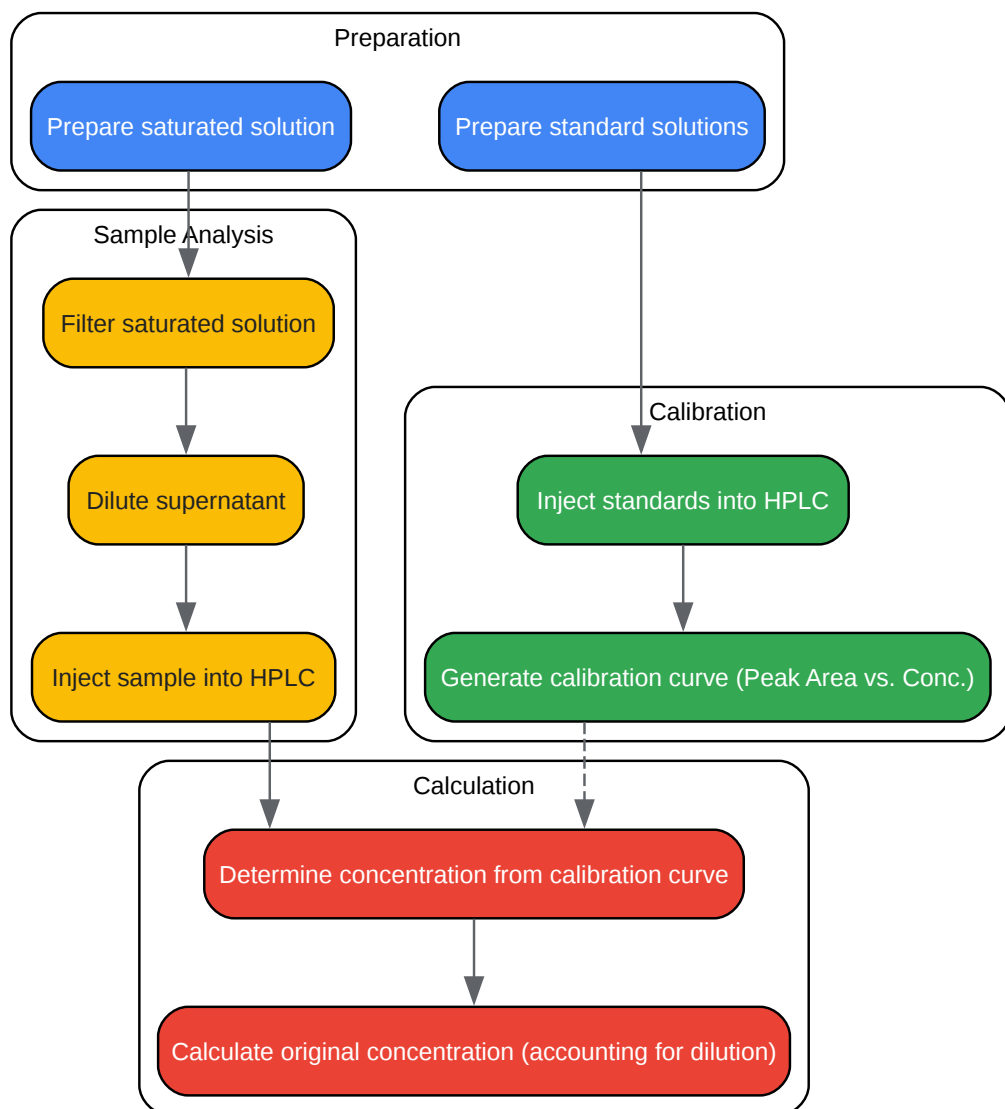 Preparation
Prepare saturated solution
Prepare standard solutions
Sample Analysis
Filter saturated solution
Dilute supernatant
Inject sample into HPLC
Calibration
Inject standards into HPLC
Generate calibration curve (Peak Area vs. Conc.)
Calculation
Determine concentration from calibration curve
Calculate original concentration (accounting for dilution)